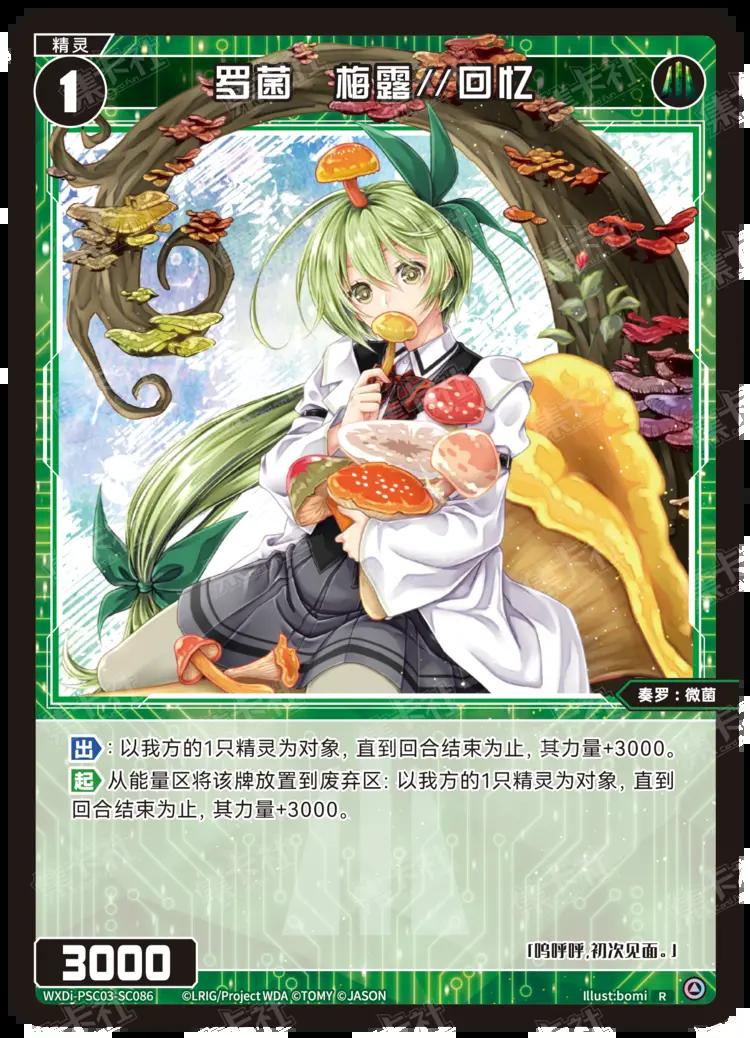 精灵
1
罗菌 梅露//回忆
奏罗：微菌
出：以我方的1只精灵为对象, 直到回合结束为止, 其力量+3000。
起 从能量区将该牌放置到废弃区: 以我方的1只精灵为对象, 直到
回合结束为止, 其力量+3000。
「呜呼呼,初次见面。」
3000
WXDi-PSC03-SC086 ©LRIG/Project WDA ©TOMY ©JASON Illust:bomi R
集卡社